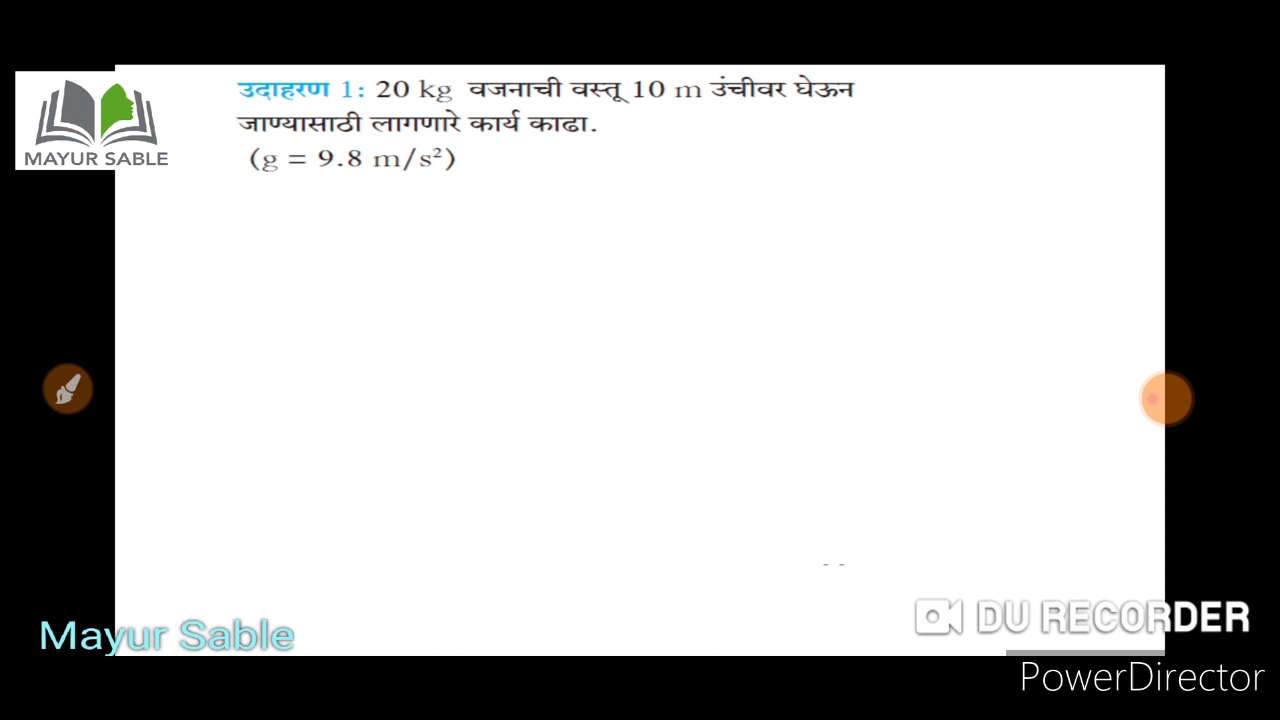 उदाहरण 1: 20 kg वजनाची वस्तू 10 m उंचीवर घेऊन
जाण्यासाठी लागणारे कार्य काढा.
(g = 9.8 m/s²)
MAYUR SABLE
Mayur Sable
DU RECORDER
PowerDirector